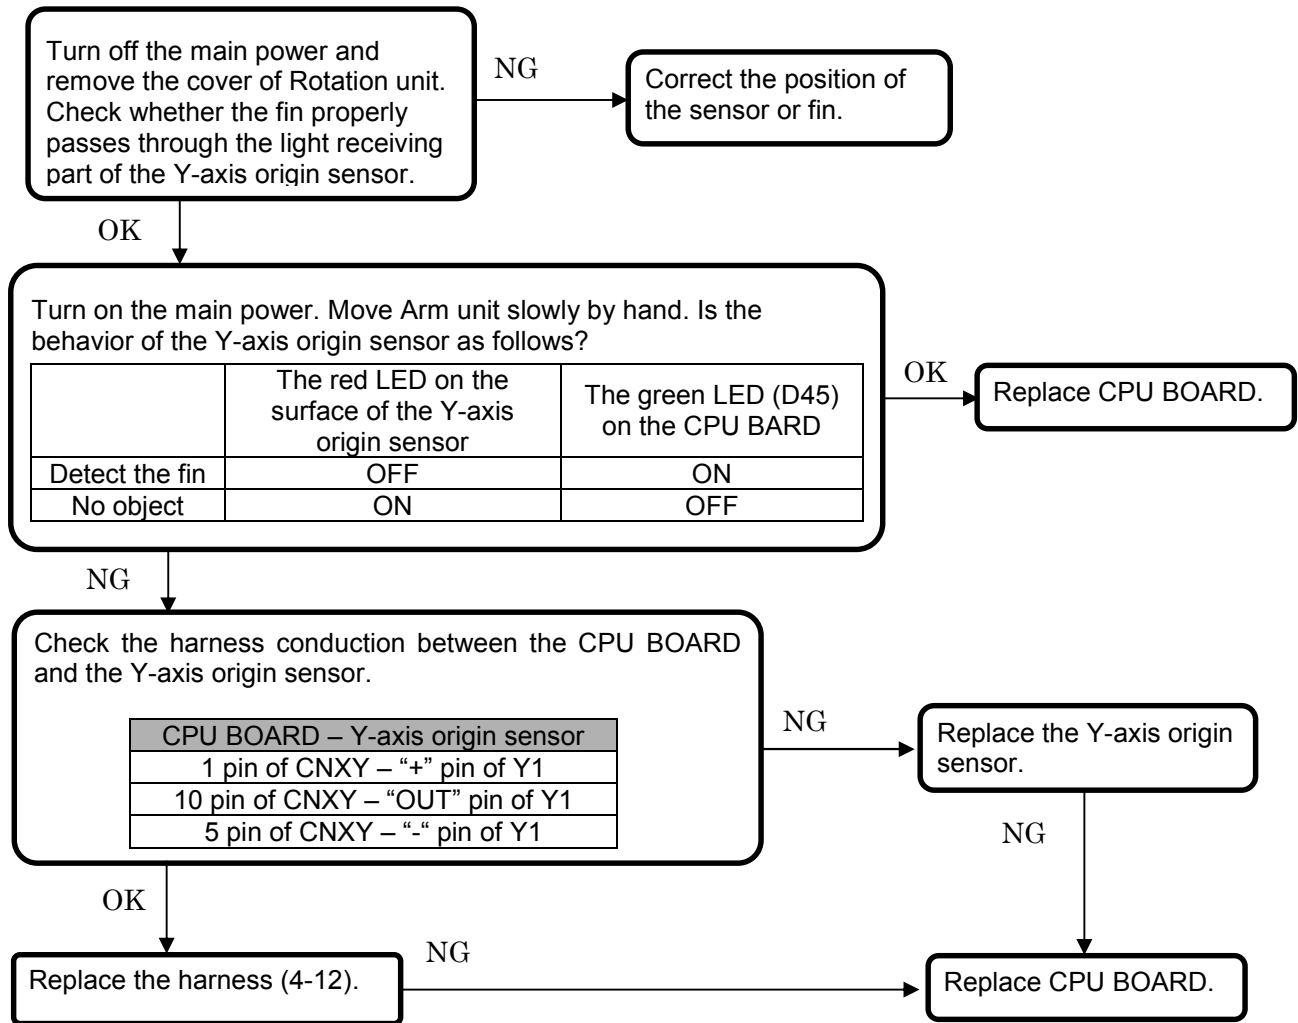 Turn off the main power and
remove the cover of Rotation unit.
Check whether the fin properly
passes through the light receiving
part of the Y-axis origin sensor.
NG
Correct the position of
the sensor or fin.
OK
Turn on the main power. Move Arm unit slowly by hand. Is the
behavior of the Y-axis origin sensor as follows?
The red LED on the
surface of the Y-axis
origin sensor
The green LED (D45)
on the CPU BARD
Detect the fin OFF ON
No object ON OFF
OK
Replace CPU BOARD.
NG
Check the harness conduction between the CPU BOARD
and the Y-axis origin sensor.
CPU BOARD – Y-axis origin sensor
1 pin of CNXY – “+” pin of Y1
10 pin of CNXY – “OUT” pin of Y1
5 pin of CNXY – “-“ pin of Y1
NG
Replace the Y-axis origin
sensor.
NG
OK
Replace the harness (4-12).
NG
Replace CPU BOARD.